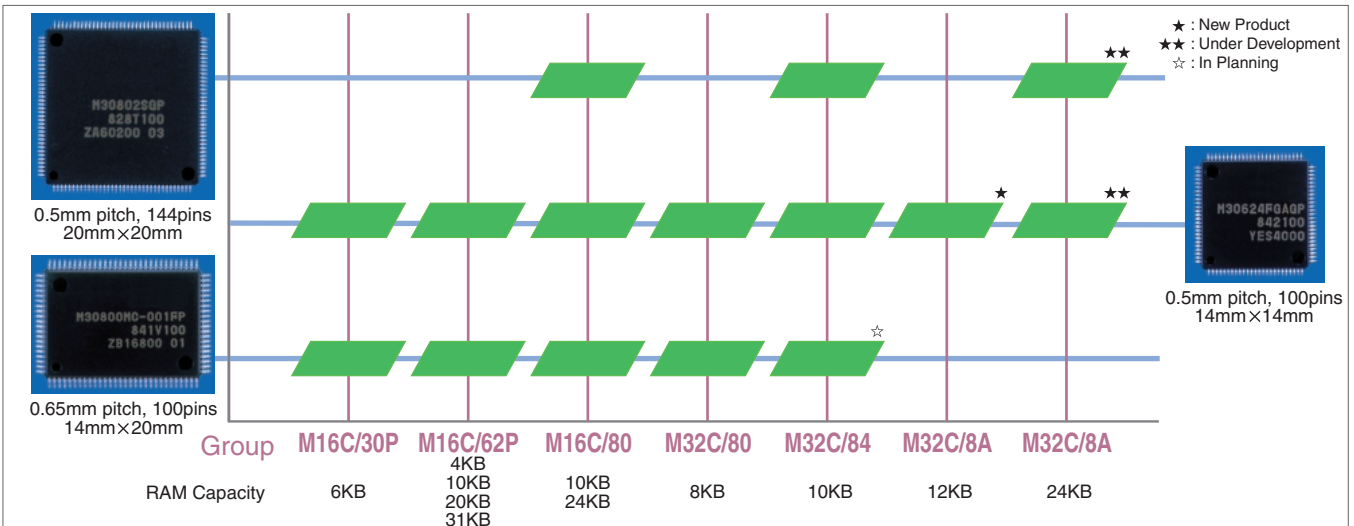 ★ : New Product
★★ : Under Development
☆ : In Planning
★★
M30802SGP
828T100
ZA60200 03
0.5mm pitch, 144pins
20mm×20mm
★
★★
M30624FGAGP
842100
YES4000
0.5mm pitch, 100pins
14mm×14mm
M30800MC-001FP
841V100
ZB16800 01
0.65mm pitch, 100pins
14mm×20mm
☆
Group M16C/30P M16C/62P M16C/80 M32C/80 M32C/84 M32C/8A M32C/8A
RAM Capacity 6KB 4KB 10KB 20KB 31KB 10KB 24KB 8KB 10KB 12KB 24KB